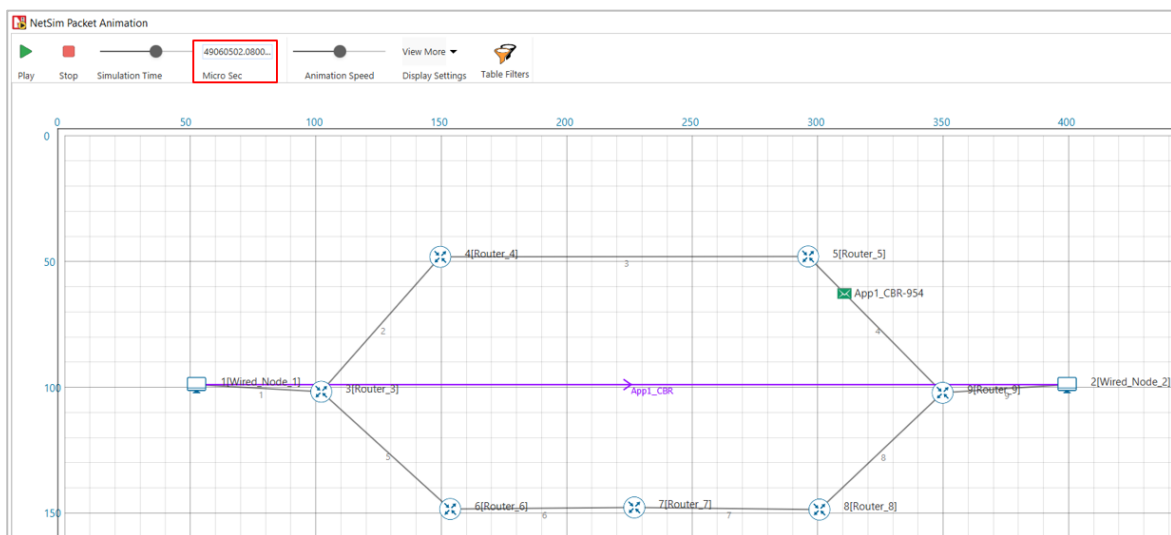 NetSim Packet Animation
49060502.0800...
View More
Play Stop Simulation Time Micro Sec Animation Speed Display Settings Table Filters
0 50 100 150 200 250 300 350 400
0
4[Router_4]
5[Router_5]
3
50
App1_CBR-954
2
4
1[Wired_Node_1]
2[Wired_Node_2]
100
3[Router_3]
9[Router_9]
1
App1_CBR
9
5
8
6[Router_6]
7[Router_7]
8[Router_8]
150
6
7